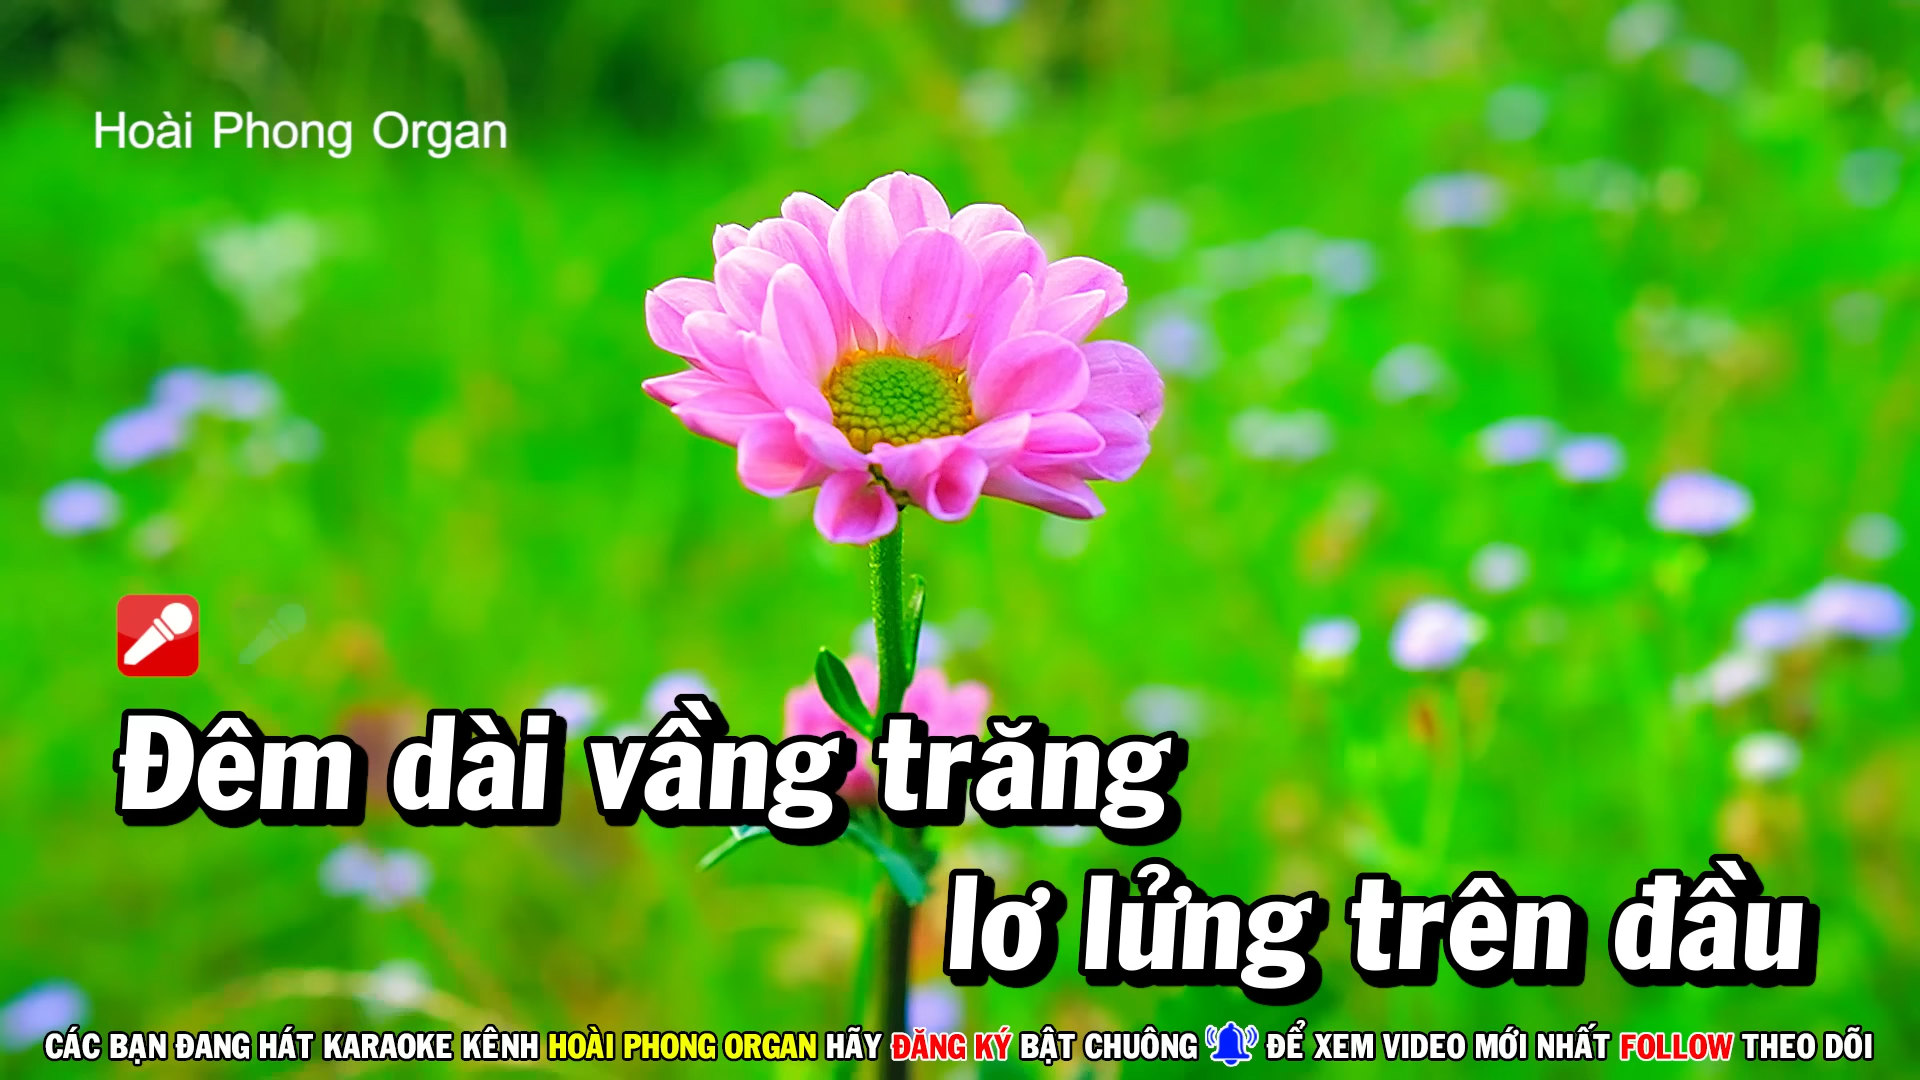 Hoài Phong Organ
Đêm dài vầng trăng
lơ lửng trên đầu
CÁC BẠN ĐANG HÁT KARAOKE KÊNH HOÀI PHONG ORGAN HÃY ĐĂNG KÝ BẬT CHUÔNG ĐỂ XEM VIDEO MỚI NHẤT FOLLOW THEO DÕI